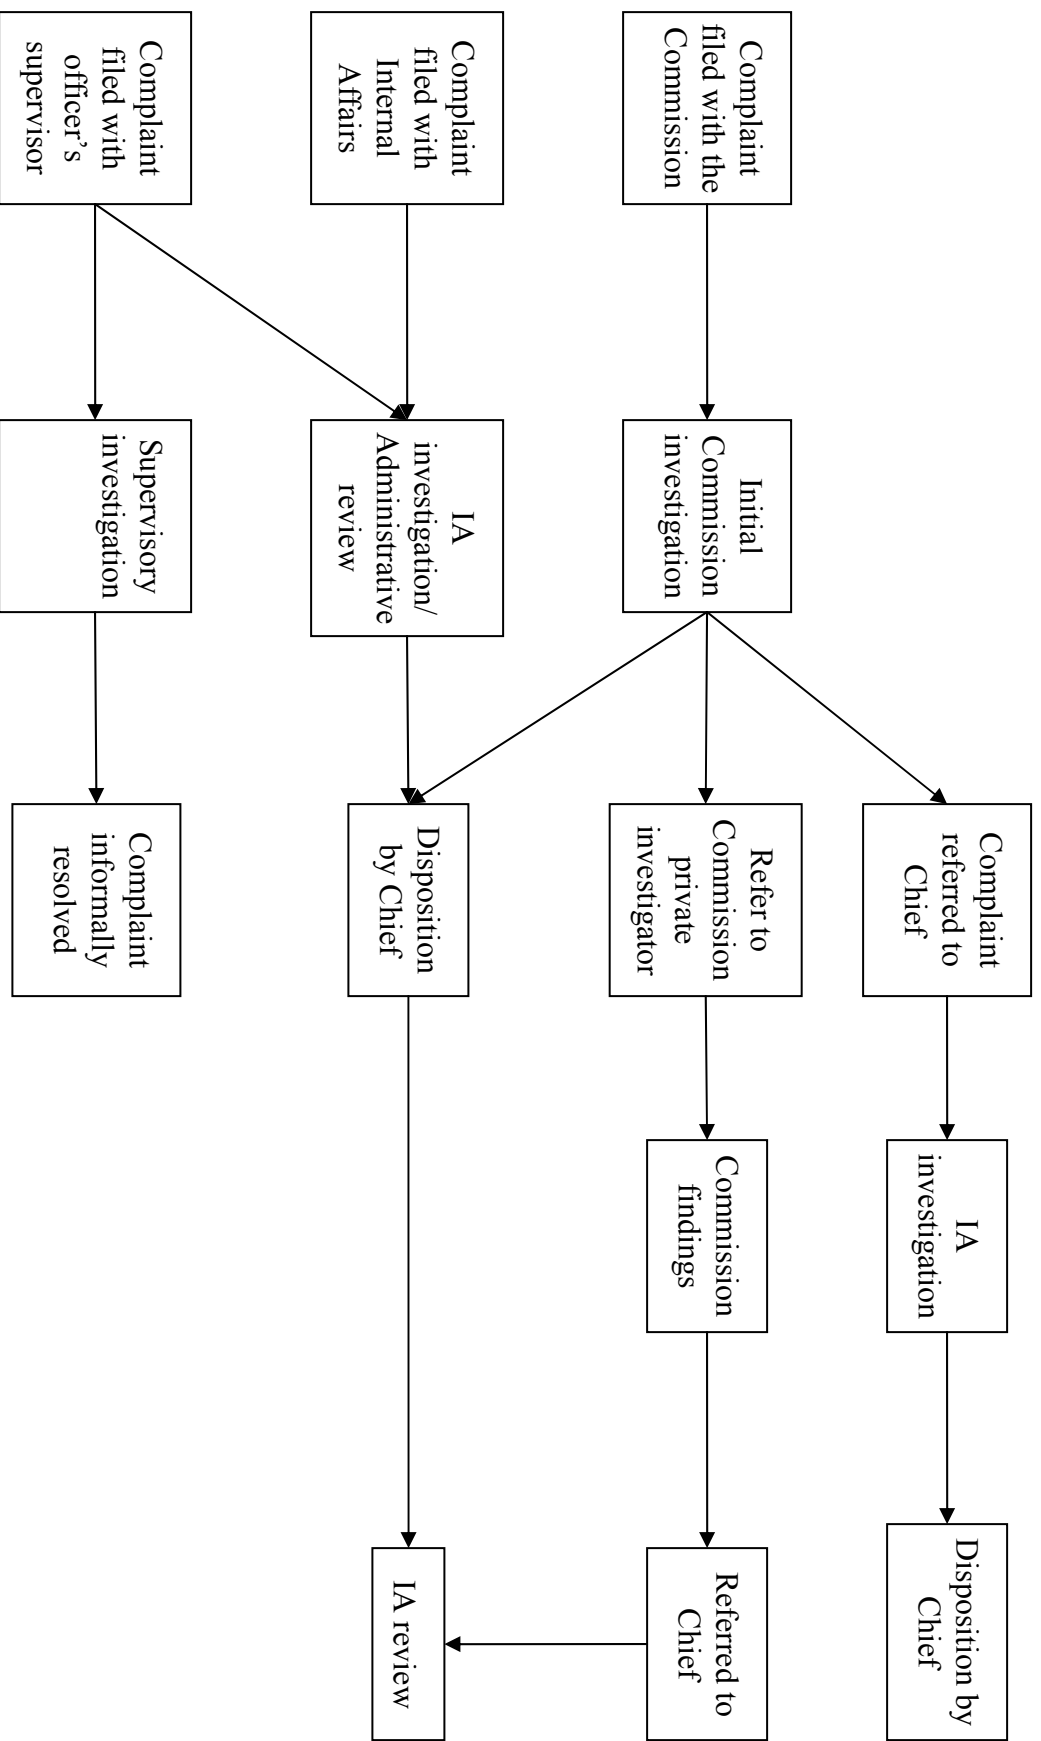 Complaint
referred to
Chief
IA
investigation
Disposition by
Chief
Complaint
filed with the
Commission
Initial
Commission
investigation
Refer to
Commission
private
investigator
Commission
findings
Referred to
Chief
Complaint
filed with
Internal
Affairs
IA
investigation/
Administrative
review
Disposition
by Chief
IA review
Complaint
filed with
officer’s
supervisor
Supervisory
investigation
Complaint
informally
resolved